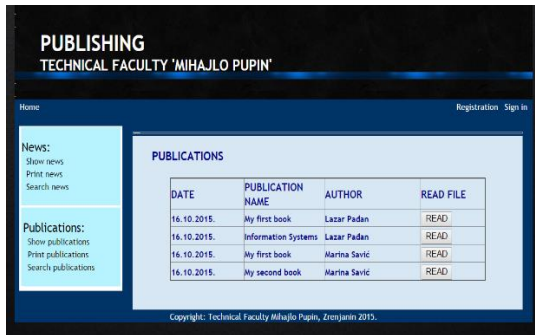 PUBLISHING
TECHNICAL FACULTY 'MIHAJLO PUPIN'
Home Registration Sign in
News:
Show news
Print news
Search news
Publications:
Show publications
Print publications
Search publications
PUBLICATIONS
DATE PUBLICATION NAME AUTHOR READ FILE
16.10.2015. My first book Lazar Padan READ
16.10.2015. Information Systems Lazar Padan READ
16.10.2015. My first book Marina Savić READ
16.10.2015. My second book Marina Savić READ
Copyright: Technical Faculty Mihajlo Pupin, Zrenjanin 2015.